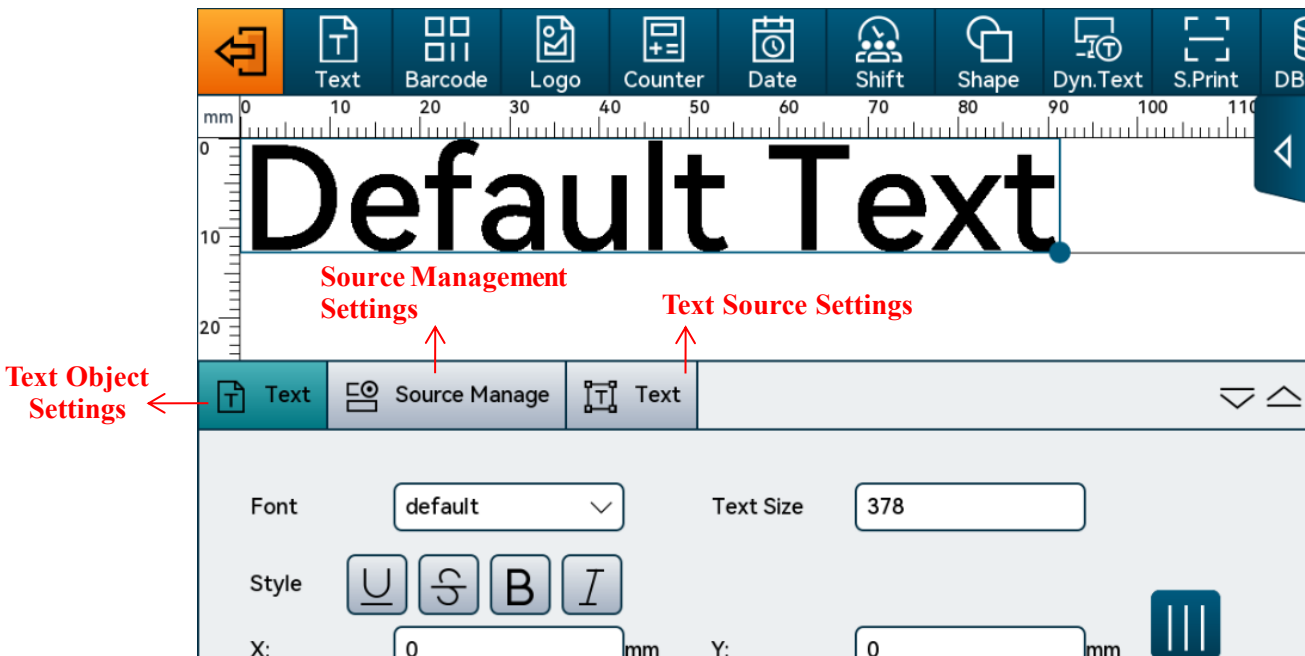 Text Barcode Logo Counter Date Shift Shape Dyn.Text S.Print DB
mm 0 10 20 30 40 50 60 70 80 90 100 110
0
Default Text
10
Source Management
Settings
Text Source Settings
20
Text Object
Settings
Text Source Manage Text
Font default Text Size 378
Style U S B I
X: 0 mm Y: 0 mm